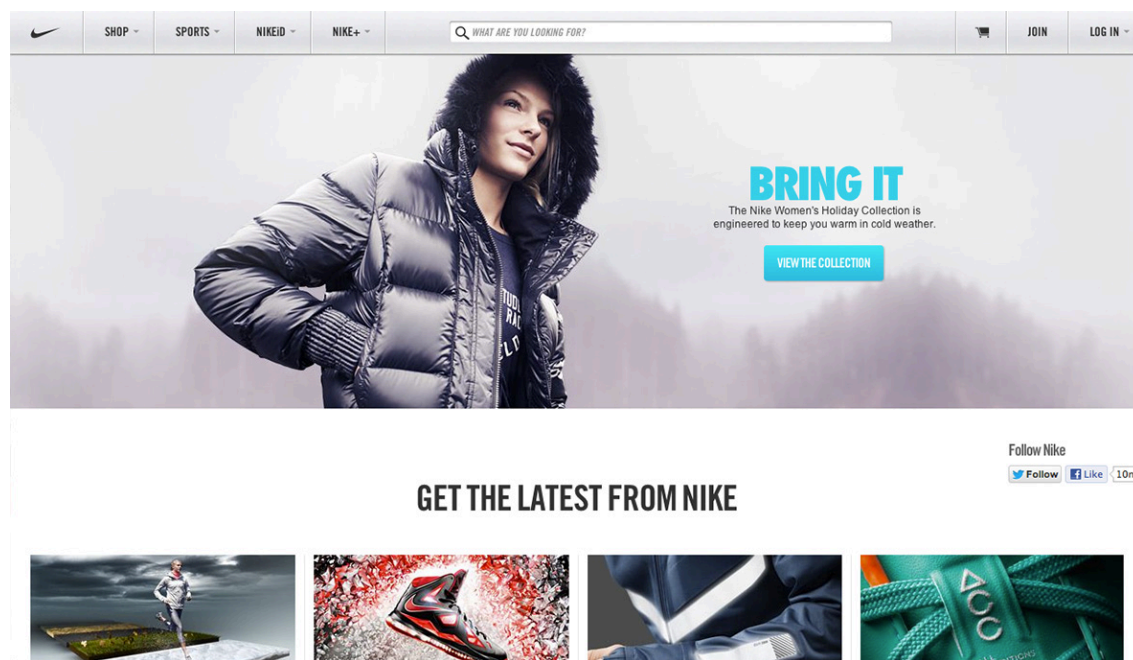 SHOP SPORTS NIKEiD NIKE+ WHAT ARE YOU LOOKING FOR? JOIN LOG IN
BRING IT
The Nike Women's Holiday Collection is
engineered to keep you warm in cold weather.
VIEW THE COLLECTION
Follow Nike
Follow Like 10m
GET THE LATEST FROM NIKE
ACG